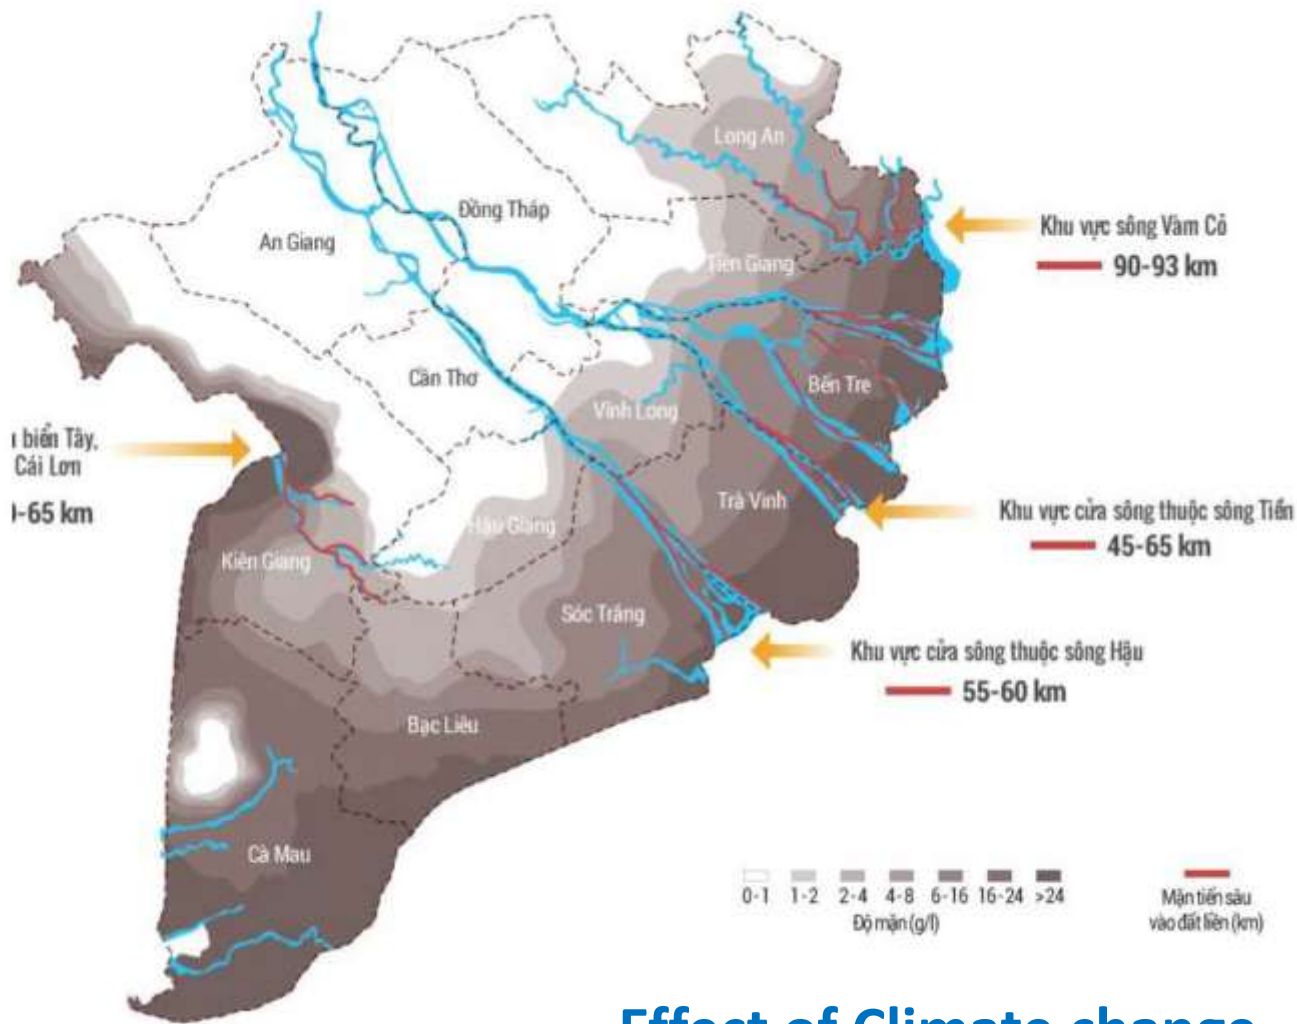 Long An
Đồng Tháp
An Giang
Tiền Giang
Khu vực sông Vàm Cỏ
90-93 km
Cần Thơ
Bến Tre
Vĩnh Long
biển Tây,
Cái Lớn
-65 km
Trà Vinh
Khu vực cửa sông thuộc sông Tiền
45-65 km
Hậu Giang
Kiên Giang
Sóc Trăng
Khu vực cửa sông thuộc sông Hậu
55-60 km
Bạc Liêu
Cà Mau
0-1 1-2 2-4 4-8 6-16 16-24 >24
Độ mặn (g/l)
Mặn tiến sâu
vào đất liền (km)
Effect of Climate change